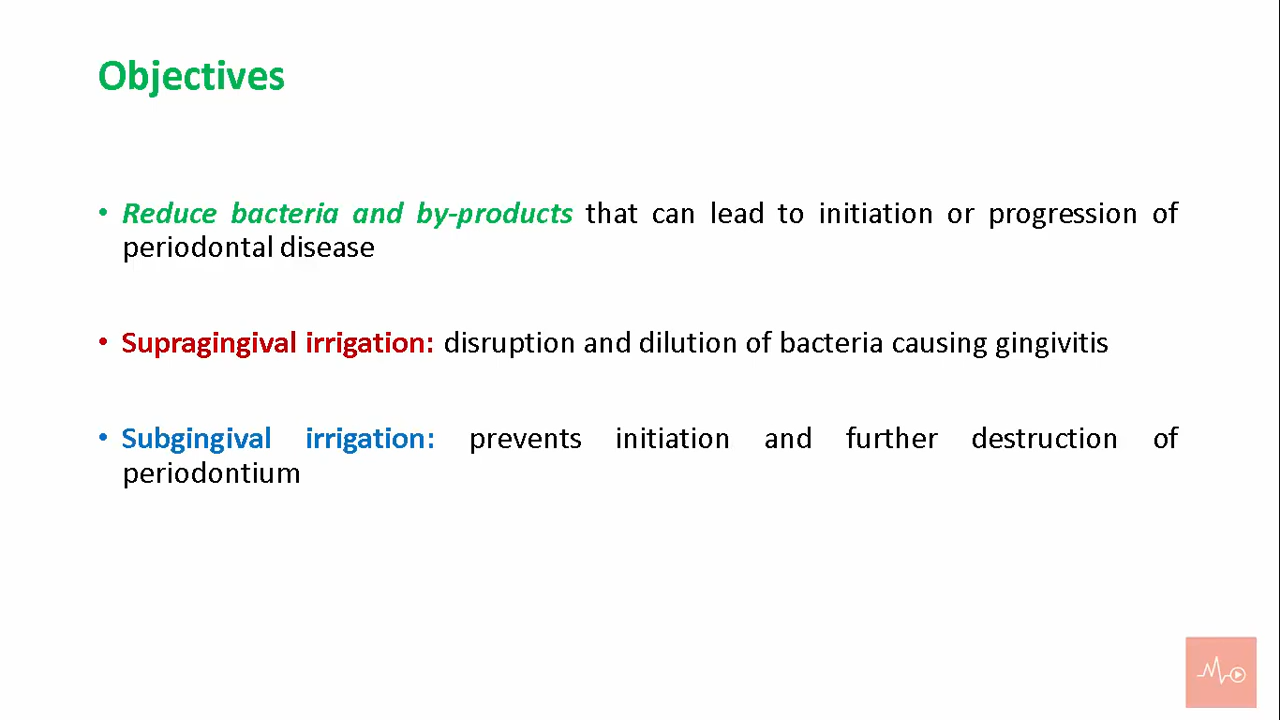 Objectives
• Reduce bacteria and by-products that can lead to initiation or progression of
periodontal disease
• Supragingival irrigation: disruption and dilution of bacteria causing gingivitis
• Subgingival irrigation: prevents initiation and further destruction of
periodontium